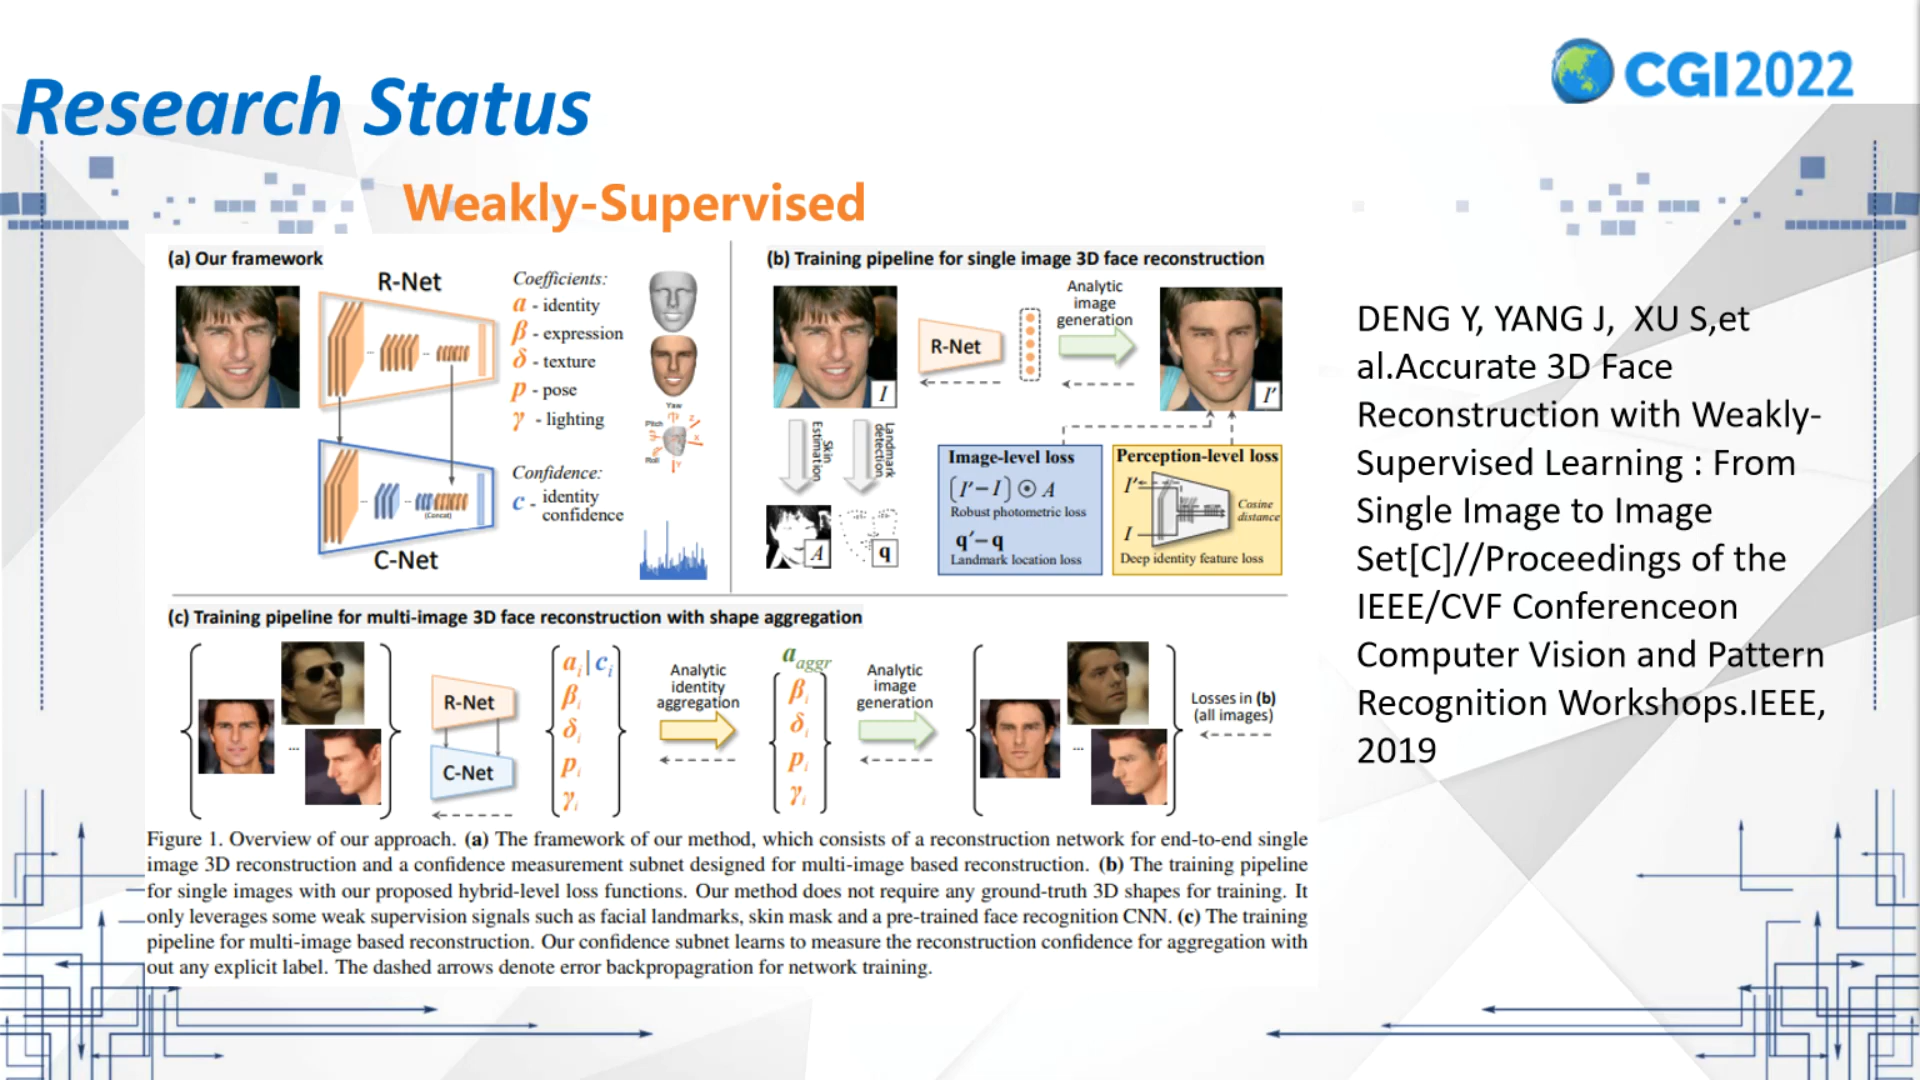 CGI2022
Research Status
Weakly-Supervised
(a) Our framework
R-Net
Coefficients:
a - identity
β - expression
δ - texture
p - pose
γ - lighting
Yaw
Pitch
Roll
Z
X
Y
Confidence:
c - identity
confidence
(Concat)
C-Net
(b) Training pipeline for single image 3D face reconstruction
I
R-Net
Analytic
image
generation
I′
Skin
Estimation
Landmark
detection
A
q
Image-level loss
(I′−I) ⊙ A
Robust photometric loss
q′−q
Landmark location loss
Perception-level loss
I′
I
Cosine
distance
Deep identity feature loss
(c) Training pipeline for multi-image 3D face reconstruction with shape aggregation
...
R-Net
C-Net
aᵢ|cᵢ
βᵢ
δᵢ
pᵢ
γᵢ
Analytic
identity
aggregation
a aggr
βᵢ
δᵢ
pᵢ
γᵢ
Analytic
image
generation
...
Losses in (b)
(all images)
Figure 1. Overview of our approach. (a) The framework of our method, which consists of a reconstruction network for end-to-end single
image 3D reconstruction and a confidence measurement subnet designed for multi-image based reconstruction. (b) The training pipeline
for single images with our proposed hybrid-level loss functions. Our method does not require any ground-truth 3D shapes for training. It
only leverages some weak supervision signals such as facial landmarks, skin mask and a pre-trained face recognition CNN. (c) The training
pipeline for multi-image based reconstruction. Our confidence subnet learns to measure the reconstruction confidence for aggregation with
out any explicit label. The dashed arrows denote error backpropagration for network training.
DENG Y, YANG J, XU S,et
al.Accurate 3D Face
Reconstruction with Weakly-
Supervised Learning : From
Single Image to Image
Set[C]//Proceedings of the
IEEE/CVF Conferenceon
Computer Vision and Pattern
Recognition Workshops.IEEE,
2019